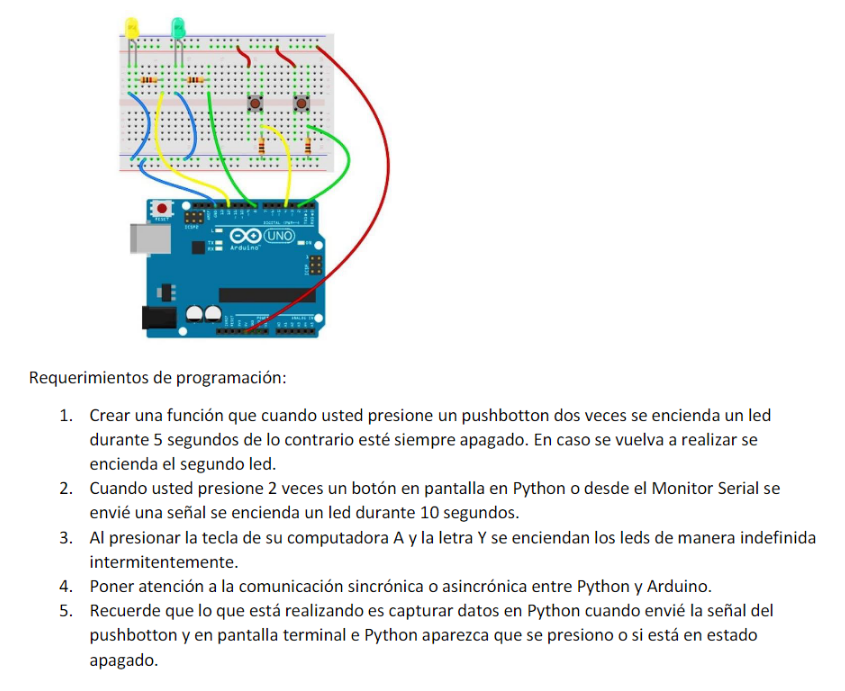 UNO
Arduino
Requerimientos de programación:
1. Crear una función que cuando usted presione un pushbotton dos veces se encienda un led
durante 5 segundos de lo contrario esté siempre apagado. En caso se vuelva a realizar se
encienda el segundo led.
2. Cuando usted presione 2 veces un botón en pantalla en Python o desde el Monitor Serial se
envié una señal se encienda un led durante 10 segundos.
3. Al presionar la tecla de su computadora A y la letra Y se enciendan los leds de manera indefinida
intermitentemente.
4. Poner atención a la comunicación sincrónica o asincrónica entre Python y Arduino.
5. Recuerde que lo que está realizando es capturar datos en Python cuando envié la señal del
pushbotton y en pantalla terminal e Python aparezca que se presiono o si está en estado
apagado.